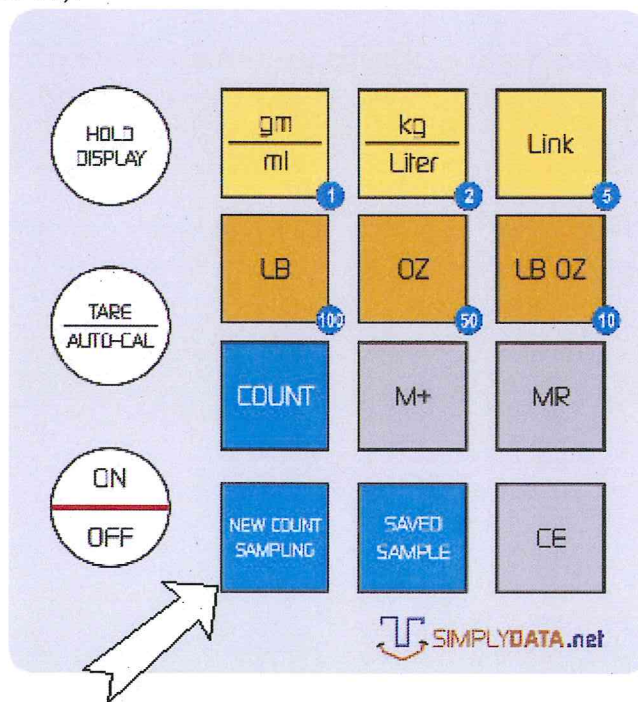 HOLD
DISPLAY
gm
ml
1
kg
Liter
2
Link
5
TARE
AUTO-CAL
LB
100
OZ
50
LB OZ
10
COUNT
M+
MR
ON
OFF
NEW COUNT
SAMPLING
SAVED
SAMPLE
CE
SIMPLYDATA.net